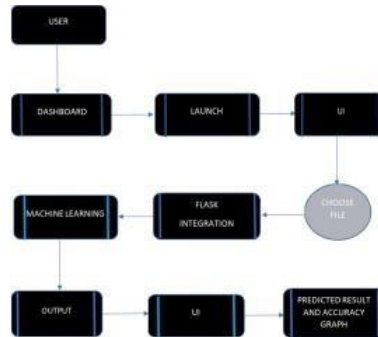 USER
DASHBOARD
LAUNCH
UI
CHOOSE
FILE
FLASK
INTEGRATION
MACHINE LEARNING
OUTPUT
UI
PREDICTED RESULT
AND ACCURACY
GRAPH